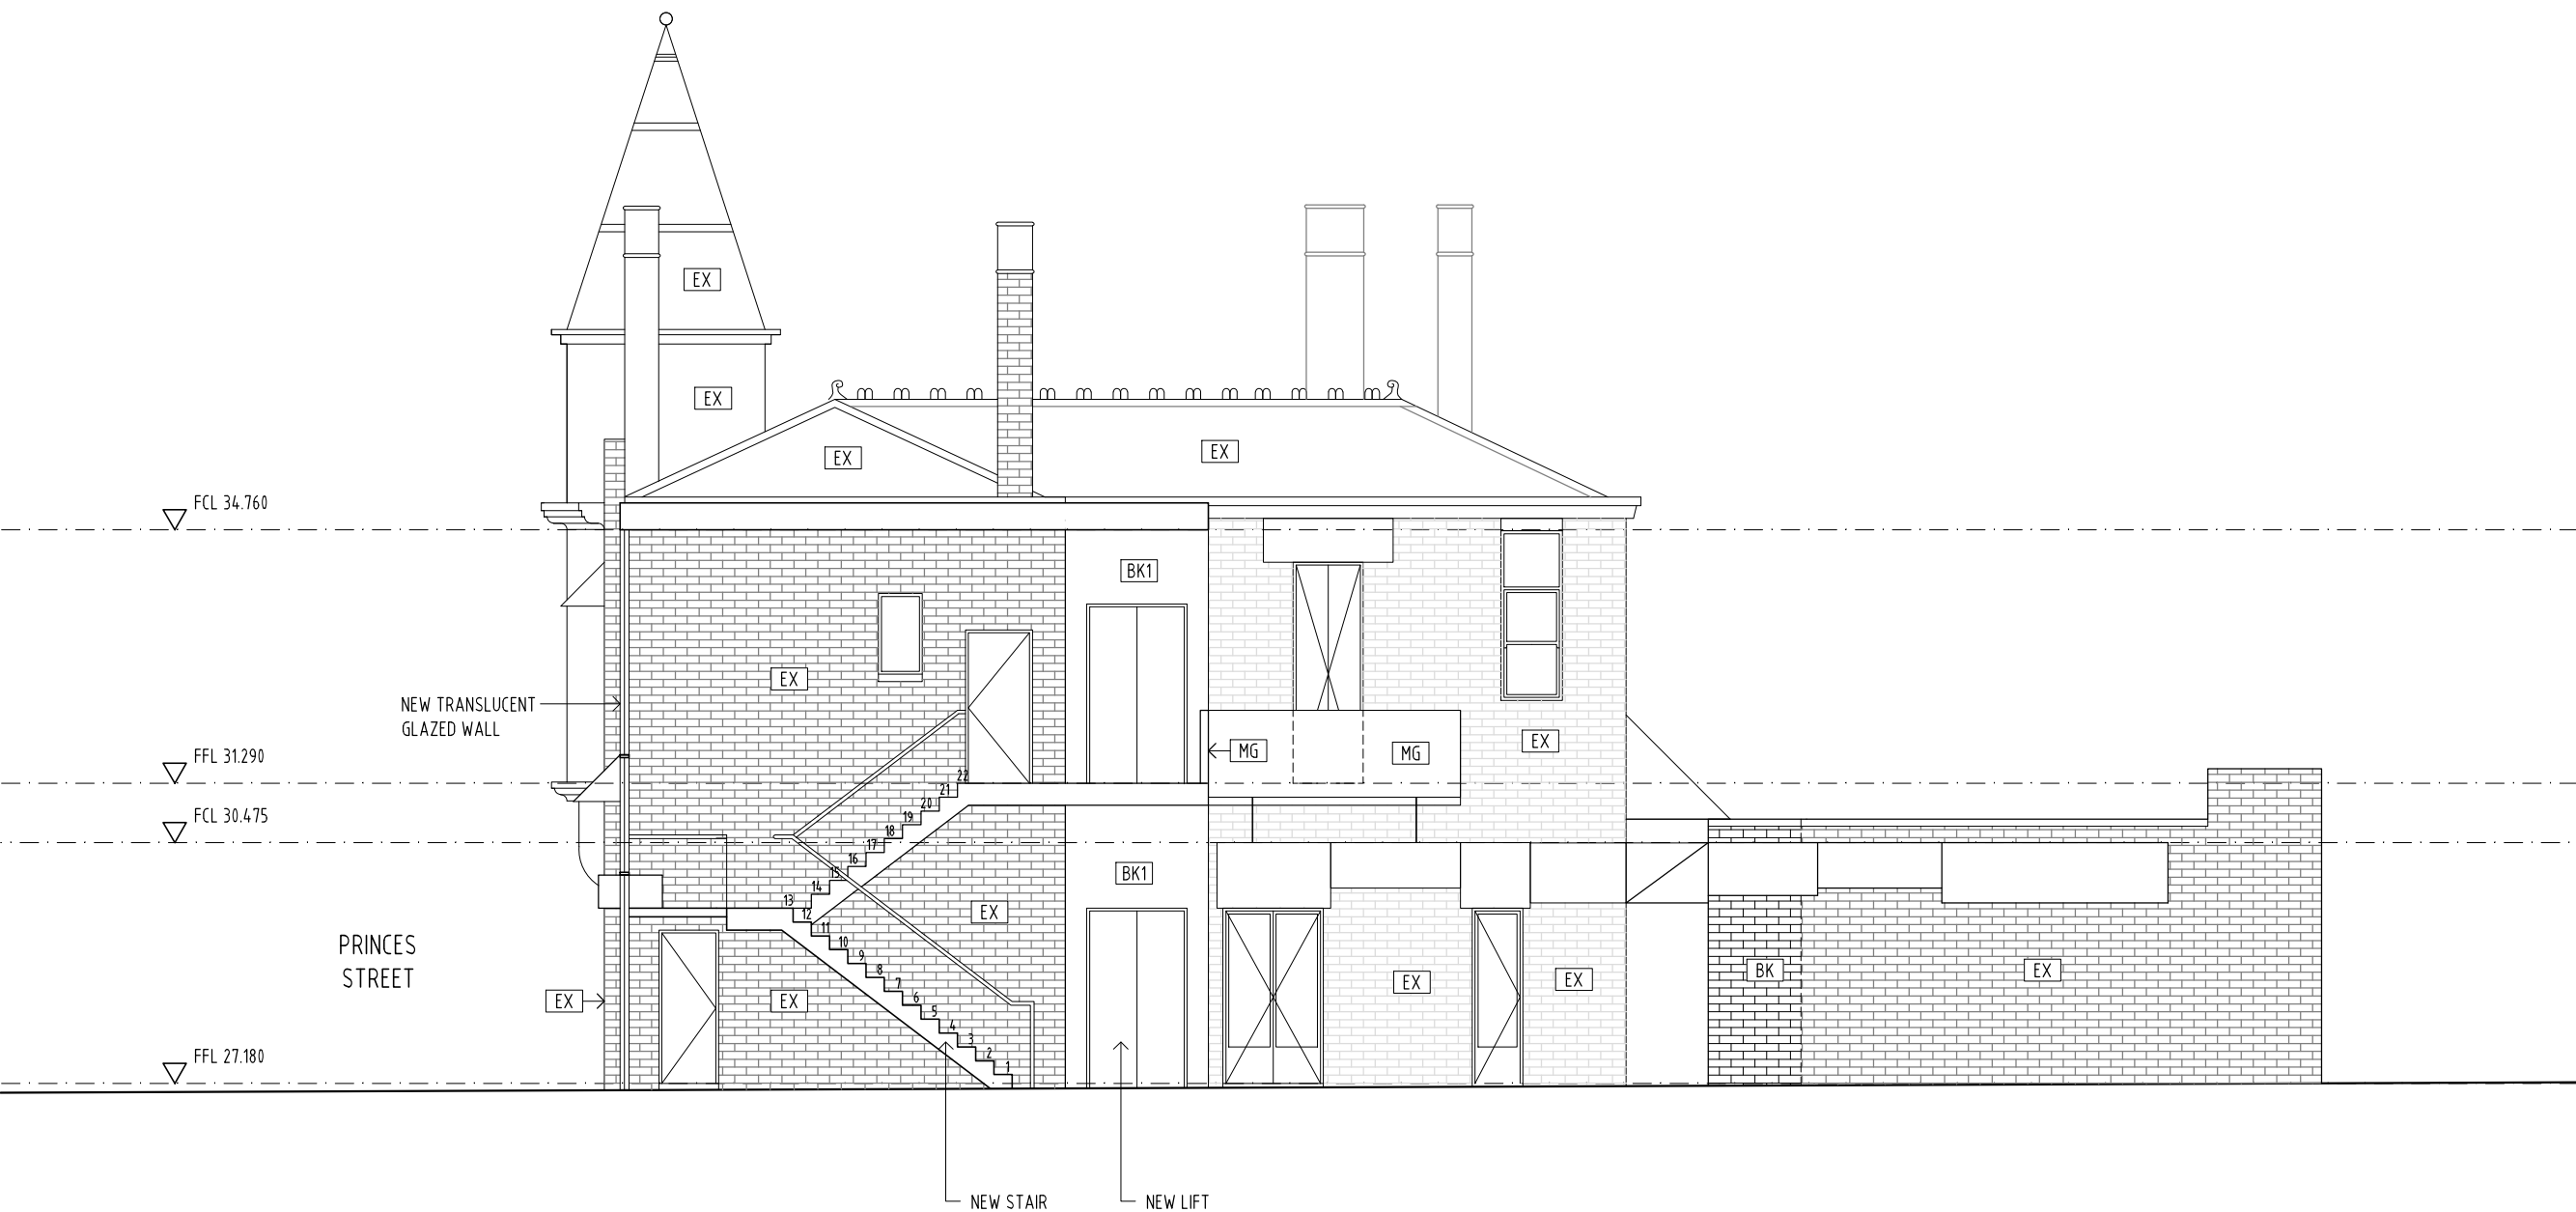 EX
EX
EX
EX
FCL 34.760
BK1
EX
NEW TRANSLUCENT
GLAZED WALL
FFL 31.290
MG
MG
EX
FCL 30.475
22
21
20
19
18
17
16
15
14
13
12
11
10
9
8
7
6
5
4
3
2
1
BK1
EX
PRINCES
STREET
EX
EX
EX
EX
BK
EX
FFL 27.180
NEW STAIR
NEW LIFT